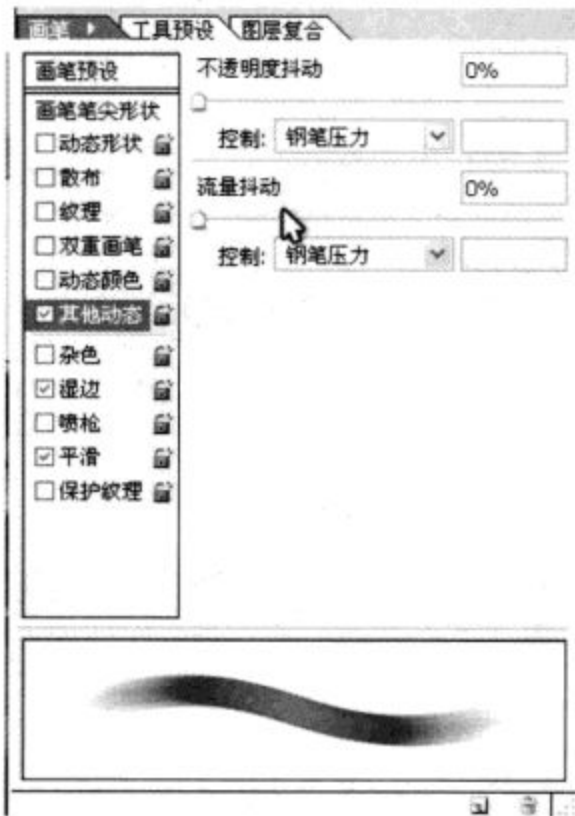 画笔 工具预设 图层复合
画笔预设
画笔笔尖形状
动态形状
散布
纹理
双重画笔
动态颜色
其他动态
杂色
湿边
喷枪
平滑
保护纹理
不透明度抖动 0%
控制: 钢笔压力
流量抖动 0%
控制: 钢笔压力